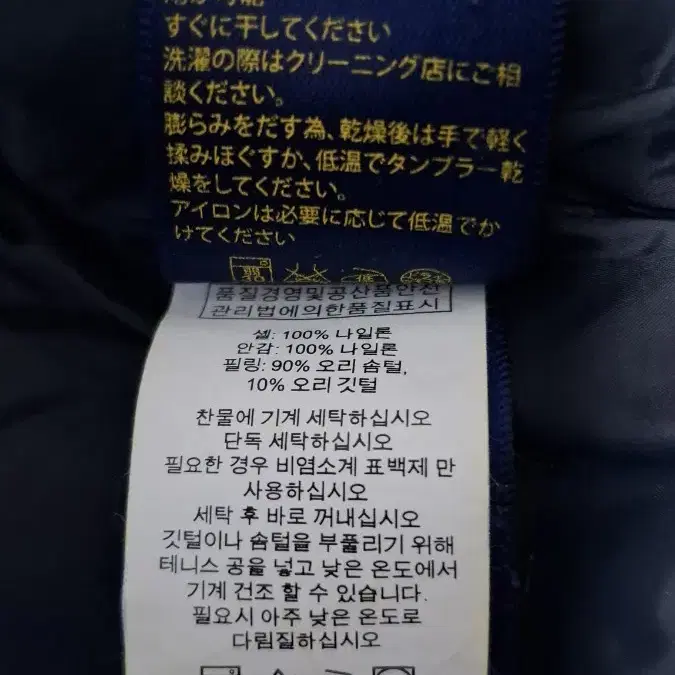 すぐに干してください
洗濯の際はクリーニング店にご相
談ください。
膨らみをだす為、乾燥後は手で軽く
揉みほぐすか、低温でタンブラー乾
燥をしてください。
アイロンは必要に応じて低温でか
けてください
품질경영및공산품안전
관리법에의한품질표시
셸: 100% 나일론
안감: 100% 나일론
필링: 90% 오리 솜털,
10% 오리 깃털
찬물에 기계 세탁하십시오
단독 세탁하십시오
필요한 경우 비염소계 표백제 만
사용하십시오
세탁 후 바로 꺼내십시오
깃털이나 솜털을 부풀리기 위해
테니스 공을 넣고 낮은 온도에서
기계 건조 할 수 있습니다.
필요시 아주 낮은 온도로
다림질하십시오